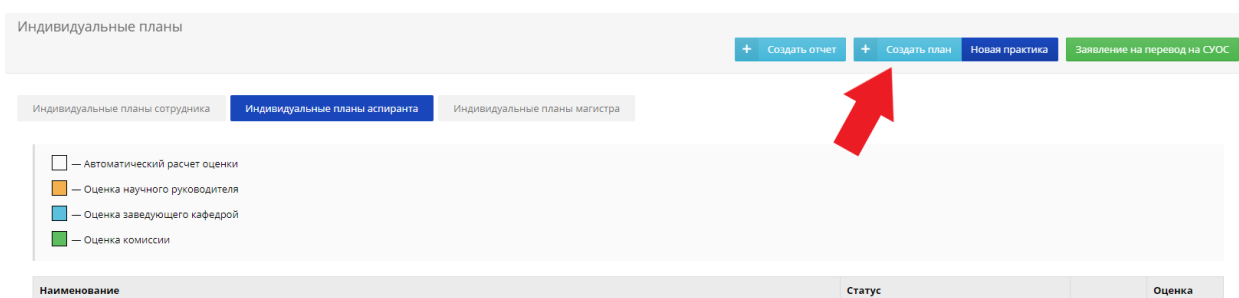 Индивидуальные планы
+ Создать отчет + Создать план Новая практика Заявление на перевод на СУОС
Индивидуальные планы сотрудника Индивидуальные планы аспиранта Индивидуальные планы магистра
— Автоматический расчет оценки
— Оценка научного руководителя
— Оценка заведующего кафедрой
— Оценка комиссии
Наименование Статус Оценка